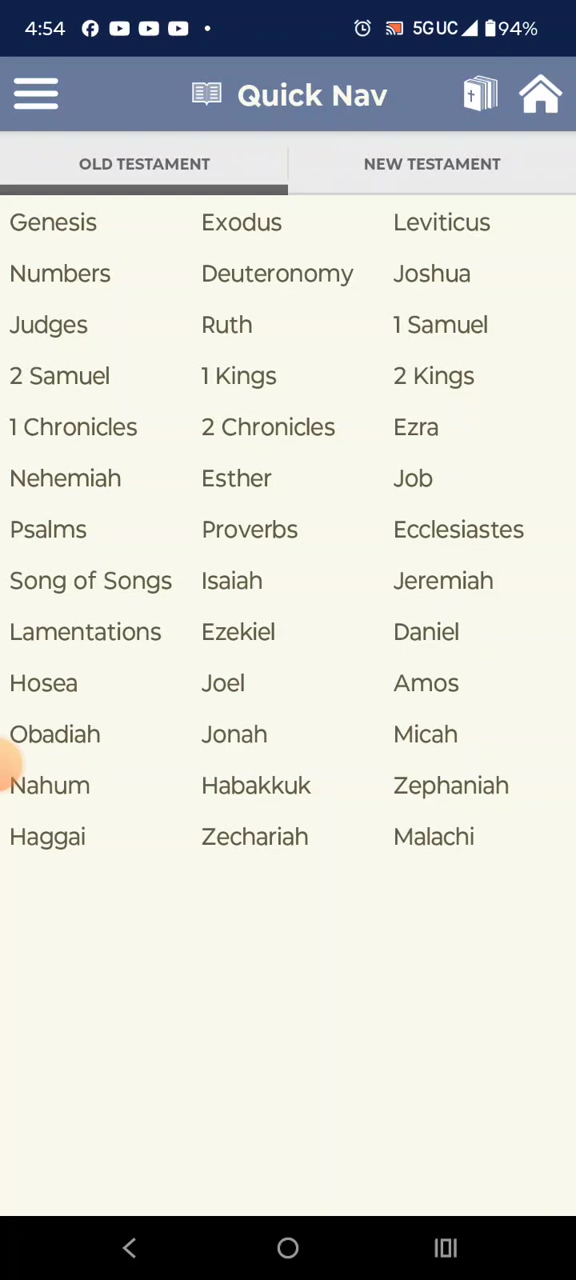 4:54 5GUC 94%
Quick Nav
OLD TESTAMENT NEW TESTAMENT
Genesis Exodus Leviticus
Numbers Deuteronomy Joshua
Judges Ruth 1 Samuel
2 Samuel 1 Kings 2 Kings
1 Chronicles 2 Chronicles Ezra
Nehemiah Esther Job
Psalms Proverbs Ecclesiastes
Song of Songs Isaiah Jeremiah
Lamentations Ezekiel Daniel
Hosea Joel Amos
Obadiah Jonah Micah
Nahum Habakkuk Zephaniah
Haggai Zechariah Malachi